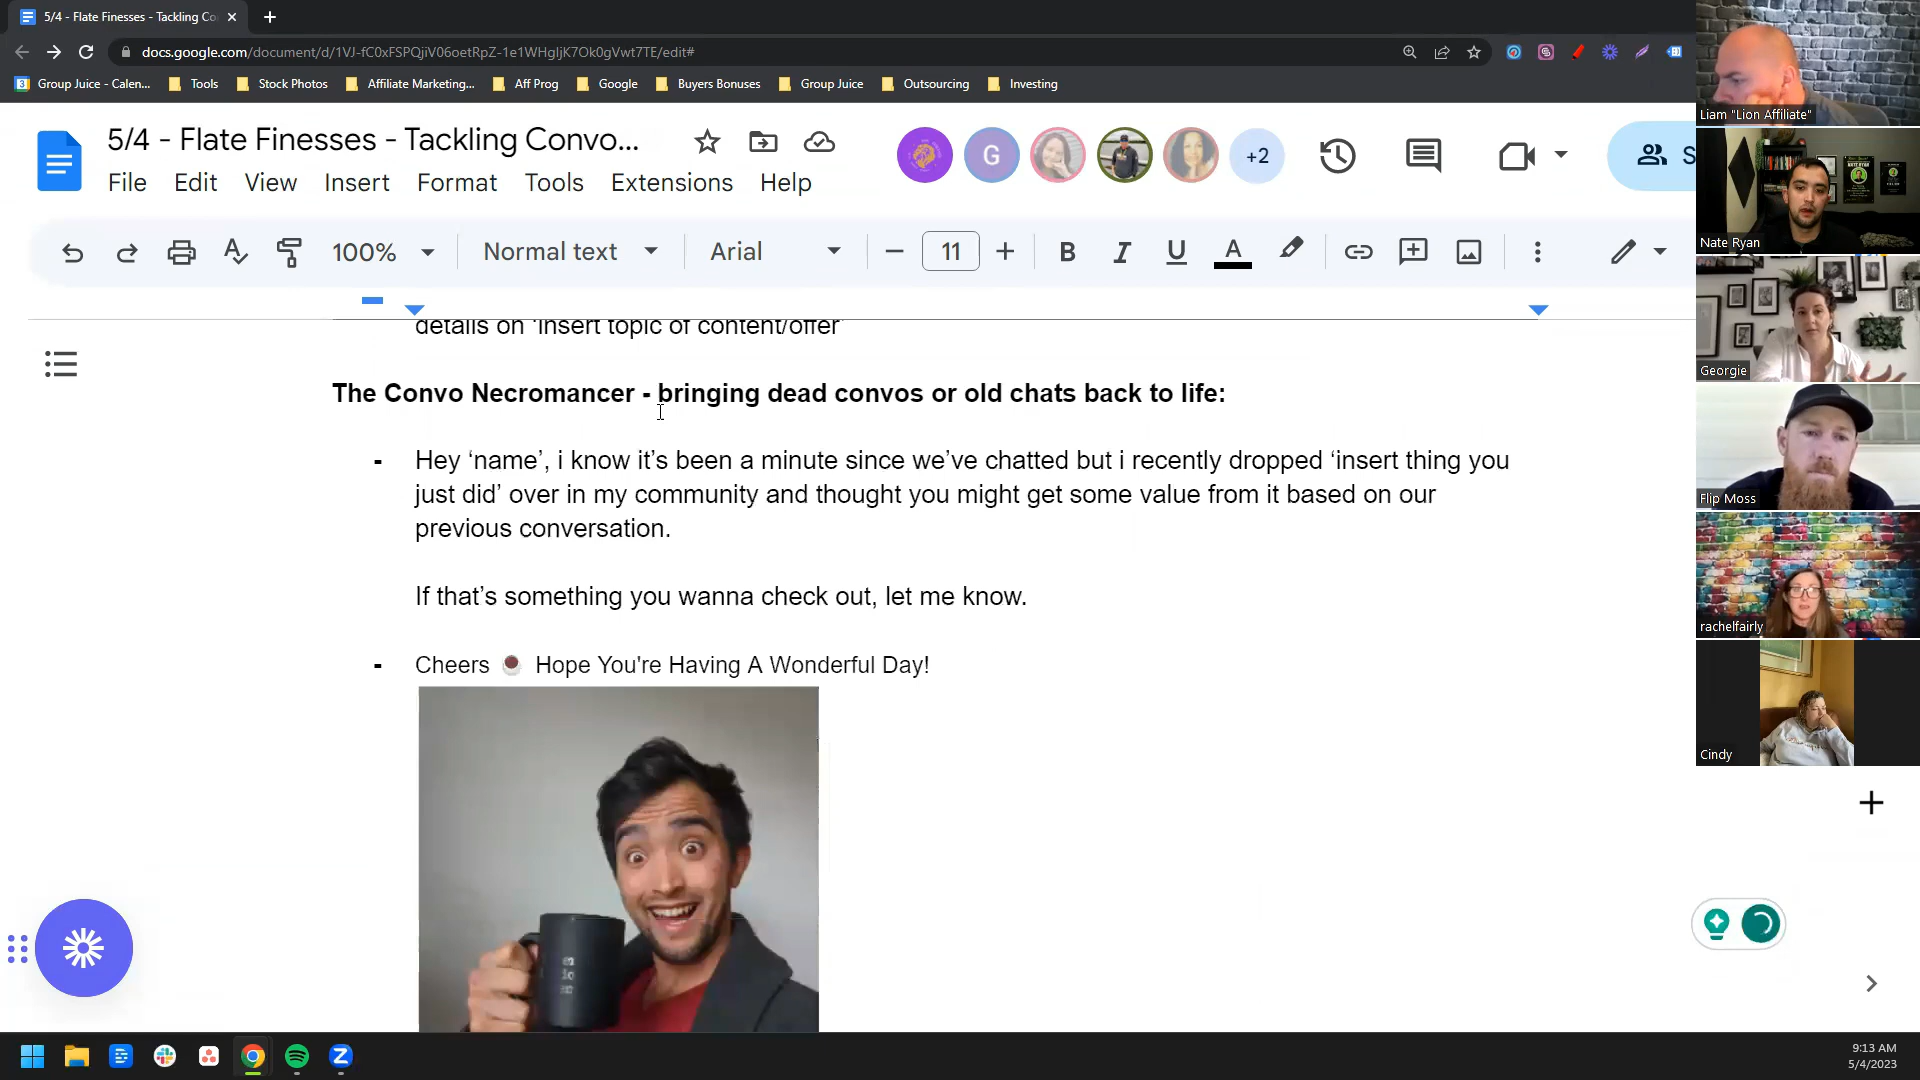 5/4 - Flate Finesses - Tackling Co
docs.google.com/document/d/1VJ-fC0xFSPQjiV06oetRpZ-1e1WHgIjK7Ok0gVwt7TE/edit#
Group Juice - Calen...
Tools
Stock Photos
Affiliate Marketing...
Aff Prog
Google
Buyers Bonuses
Group Juice
Outsourcing
Investing
5/4 - Flate Finesses - Tackling Convo...
G
+2
S
File Edit View Insert Format Tools Extensions Help
100%
Normal text
Arial
11
B I U A
details on ‘insert topic of content/offer’
The Convo Necromancer - bringing dead convos or old chats back to life:
- Hey ‘name’, i know it’s been a minute since we’ve chatted but i recently dropped ‘insert thing you
just did’ over in my community and thought you might get some value from it based on our
previous conversation.
If that’s something you wanna check out, let me know.
- Cheers ☕ Hope You're Having A Wonderful Day!
Liam "Lion Affiliate"
Nate Ryan
Georgie
Flip Moss
rachelfairly
Cindy
9:13 AM
5/4/2023